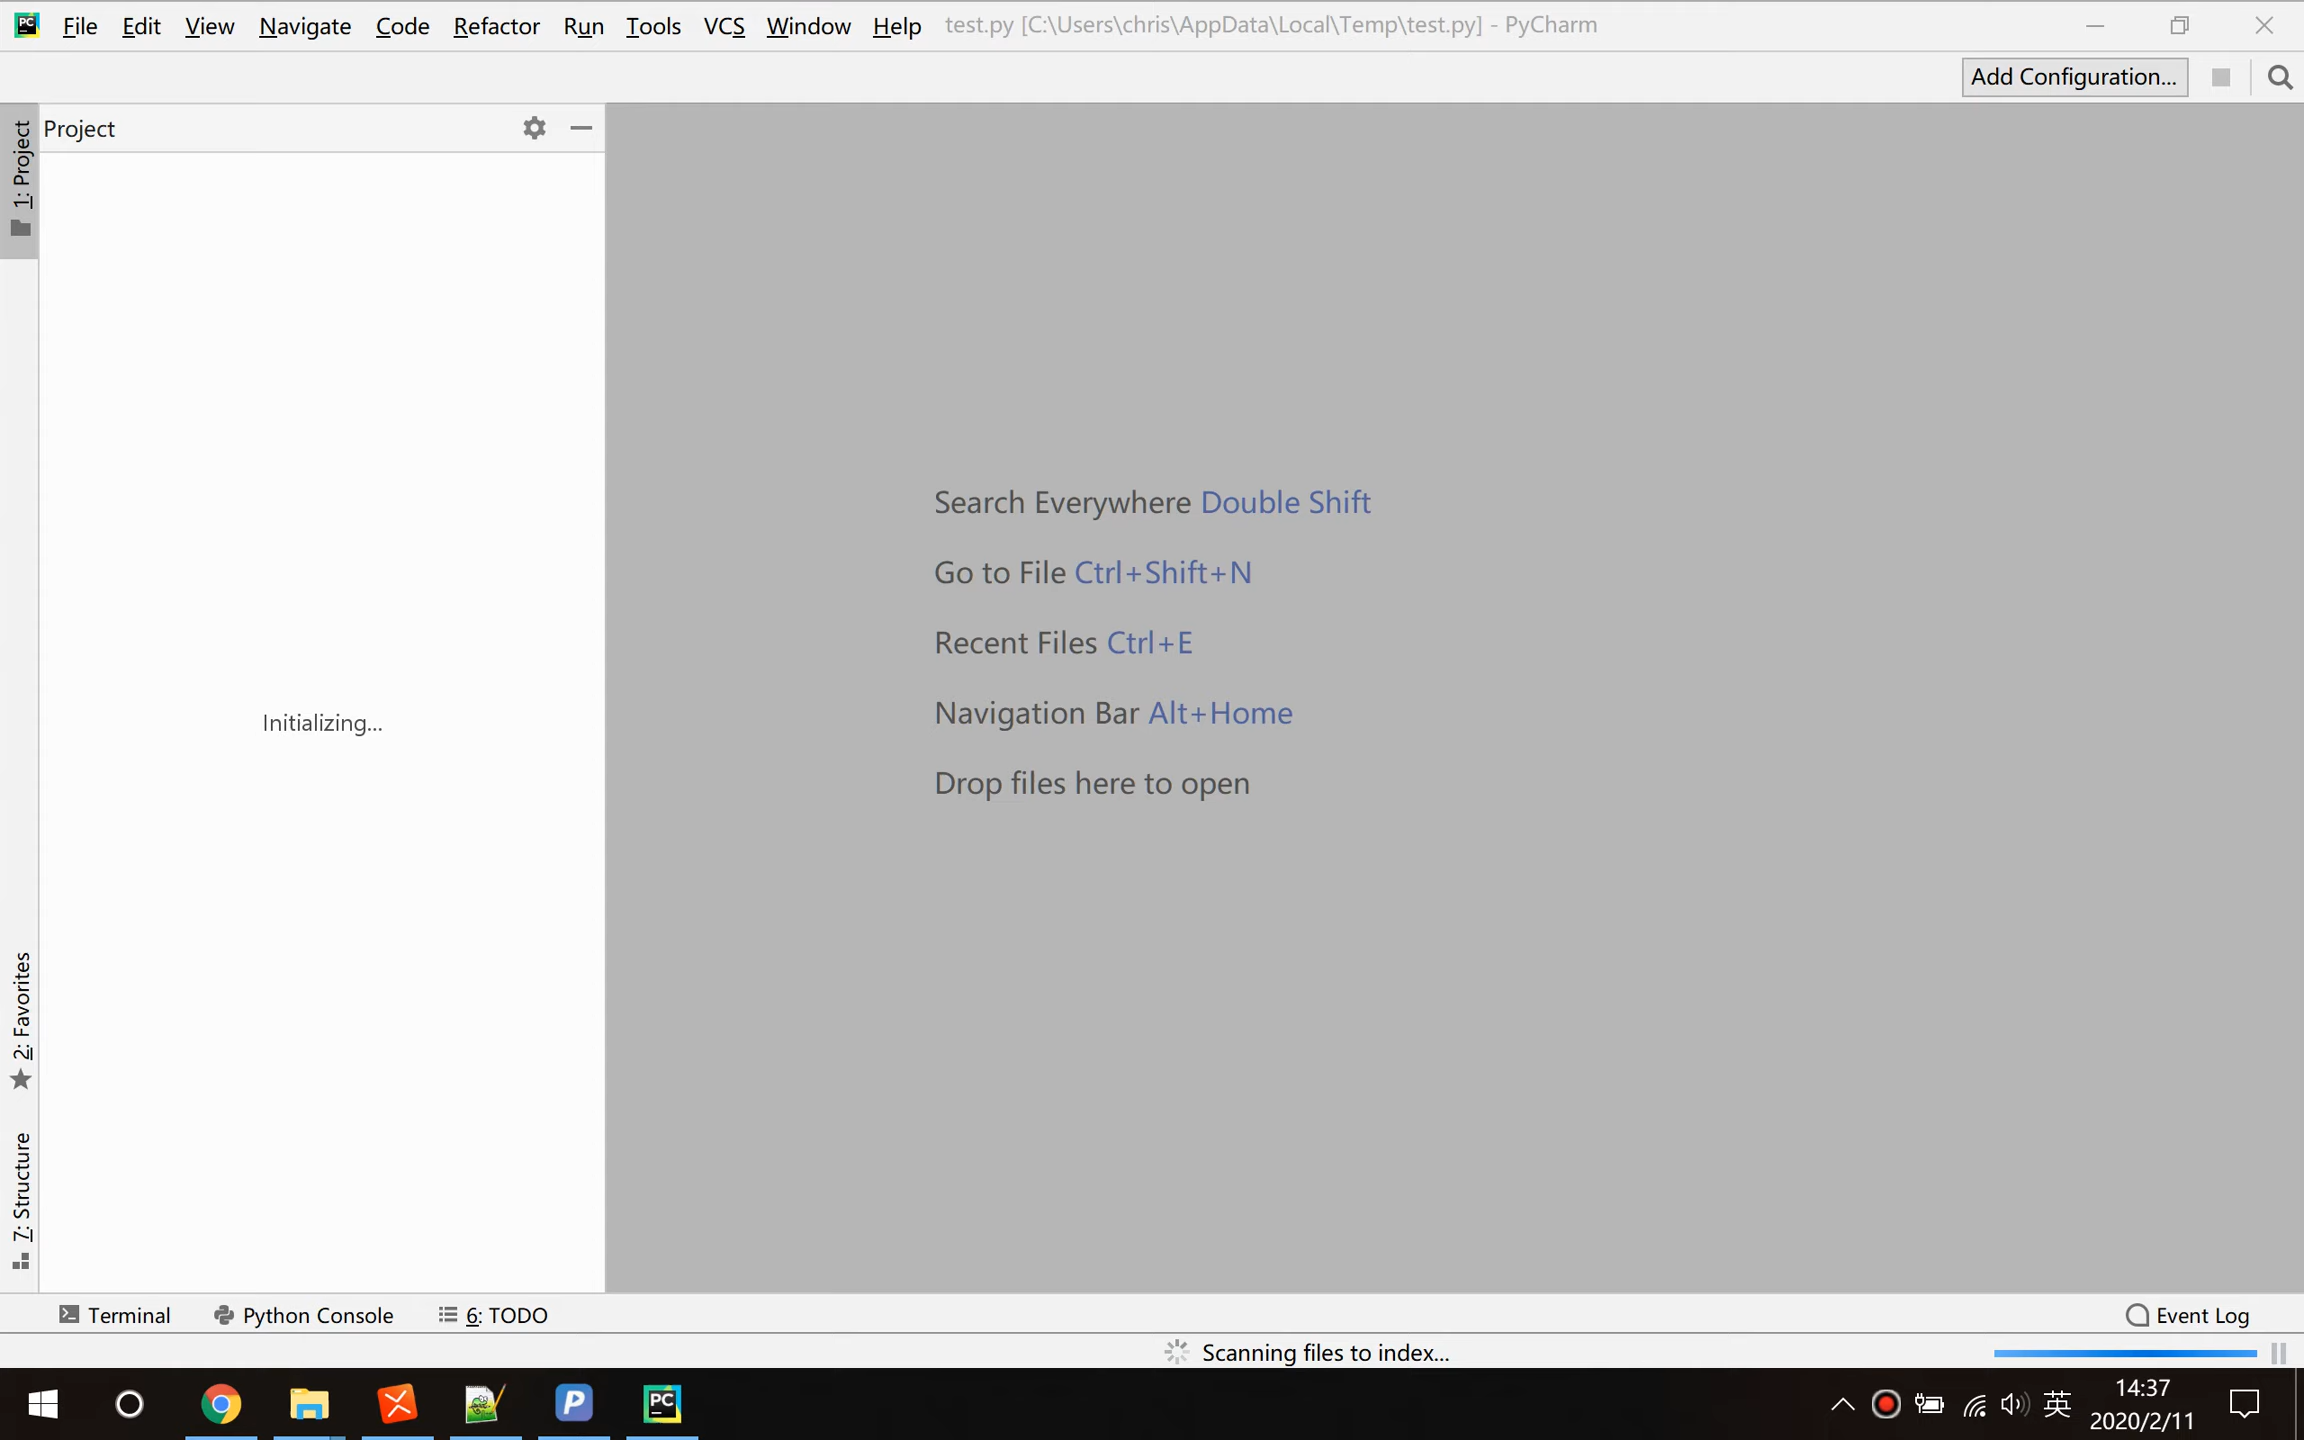 File Edit View Navigate Code Refactor Run Tools VCS Window Help test.py [C:\Users\chris\AppData\Local\Temp\test.py] - PyCharm
Add Configuration...
Project
1: Project
Search Everywhere Double Shift
Go to File Ctrl+Shift+N
Recent Files Ctrl+E
Navigation Bar Alt+Home
Drop files here to open
Initializing...
2: Favorites
7: Structure
Terminal Python Console 6: TODO Event Log
Scanning files to index...
英
14:37
2020/2/11